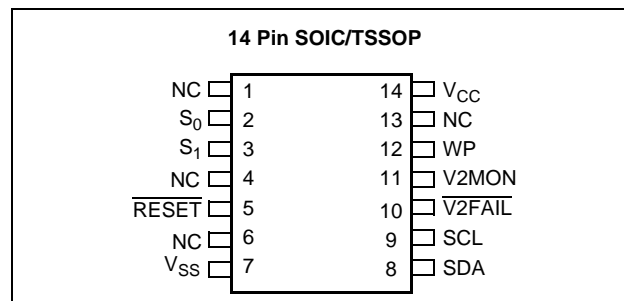 14 Pin SOIC/TSSOP
NC 1 14 VCC
S0 2 13 NC
S1 3 12 WP
NC 4 11 V2MON
RESET 5 10 V2FAIL
NC 6 9 SCL
VSS 7 8 SDA